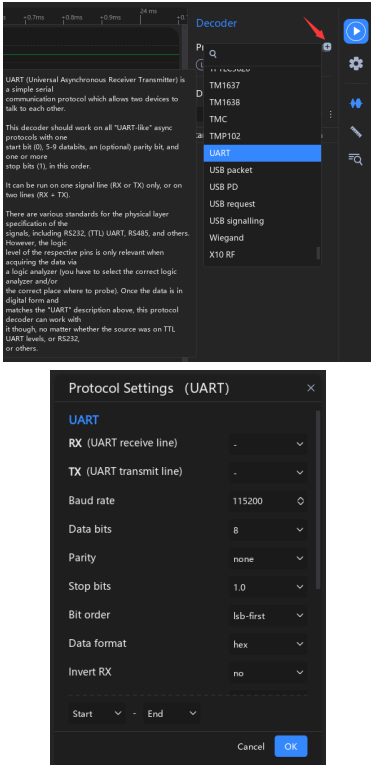 24 ms
+0.7ms +0.8ms +0.9ms +0.
Decoder
UART (Universal Asynchronous Receiver Transmitter) is
a simple serial
communication protocol which allows two devices to
talk to each other.
This decoder should work on all "UART-like" async
protocols with one
start bit (0), 5-9 databits, an (optional) parity bit, and
one or more
stop bits (1), in this order.
It can be run on one signal line (RX or TX) only, or on
two lines (RX + TX).
There are various standards for the physical layer
specification of the
signals, including RS232, (TTL) UART, RS485, and others.
However, the logic
level of the respective pins is only relevant when
acquiring the data via
a logic analyzer (you have to select the correct logic
analyzer and/or
the correct place where to probe). Once the data is in
digital form and
matches the "UART" description above, this protocol
decoder can work with
it though, no matter whether the source was on TTL
UART levels, or RS232,
or others.
TM1637
TM1638
TMC
TMP102
UART
USB packet
USB PD
USB request
USB signalling
Wiegand
X10 RF
Protocol Settings (UART) ×
UART
RX (UART receive line) -
TX (UART transmit line) -
Baud rate 115200
Data bits 8
Parity none
Stop bits 1.0
Bit order lsb-first
Data format hex
Invert RX no
Start - End
Cancel OK